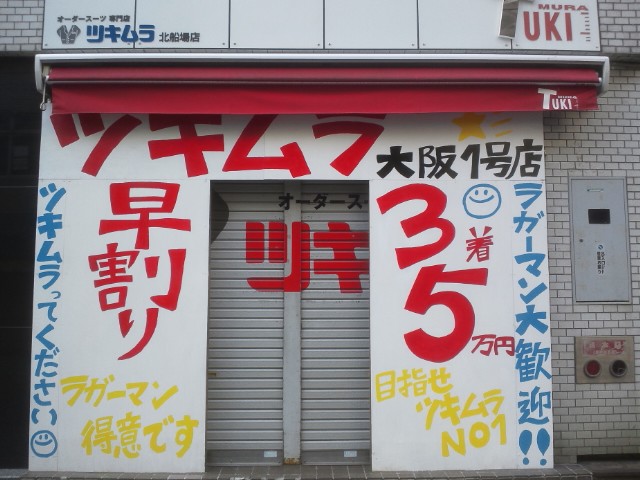 オーダースーツ専門店
ツキムラ 北船場店
MURA
UKI
TUKI
ツキムラ
大阪1号店
早割り
ツキムラってください
ラガーマン
得意です
オーダースー
ツキ
3着
5万円
目指せ
ツキムラ
NO1
ラガーマン大歓迎!!